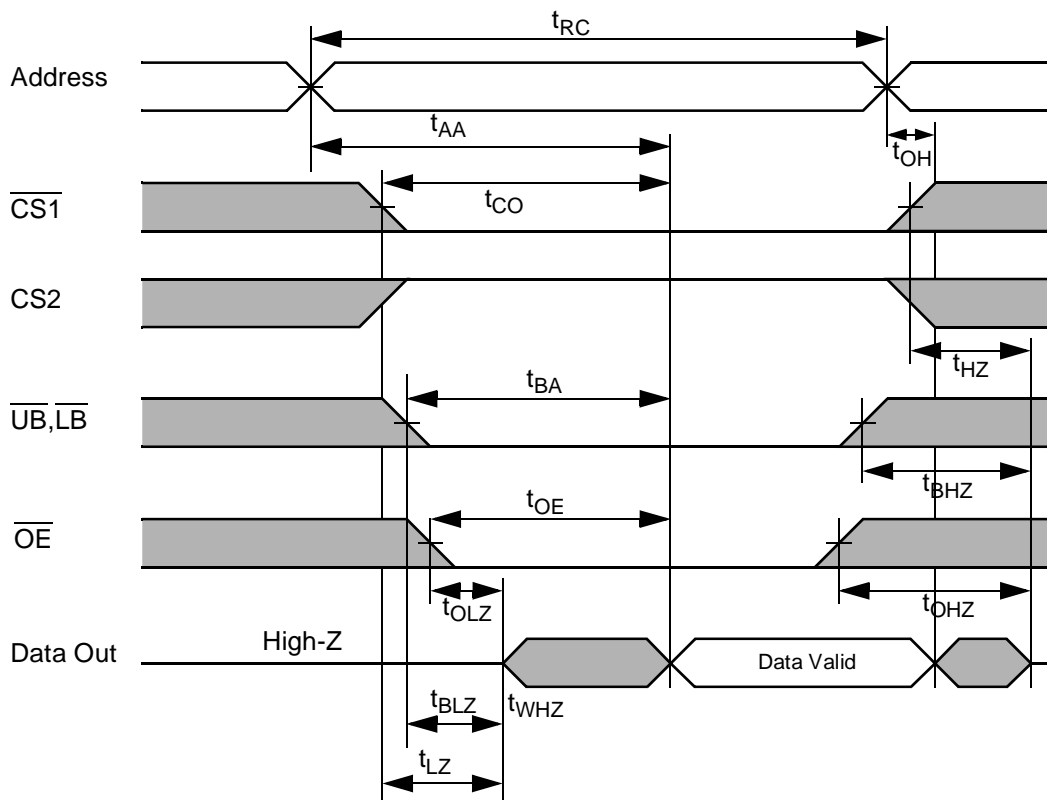 tRC
Address
tAA
tOH
CS1
tCO
CS2
tHZ
tBA
UB,LB
tBHZ
tOE
OE
tOLZ
tOHZ
High-Z
Data Out
Data Valid
tBLZ
tWHZ
tLZ